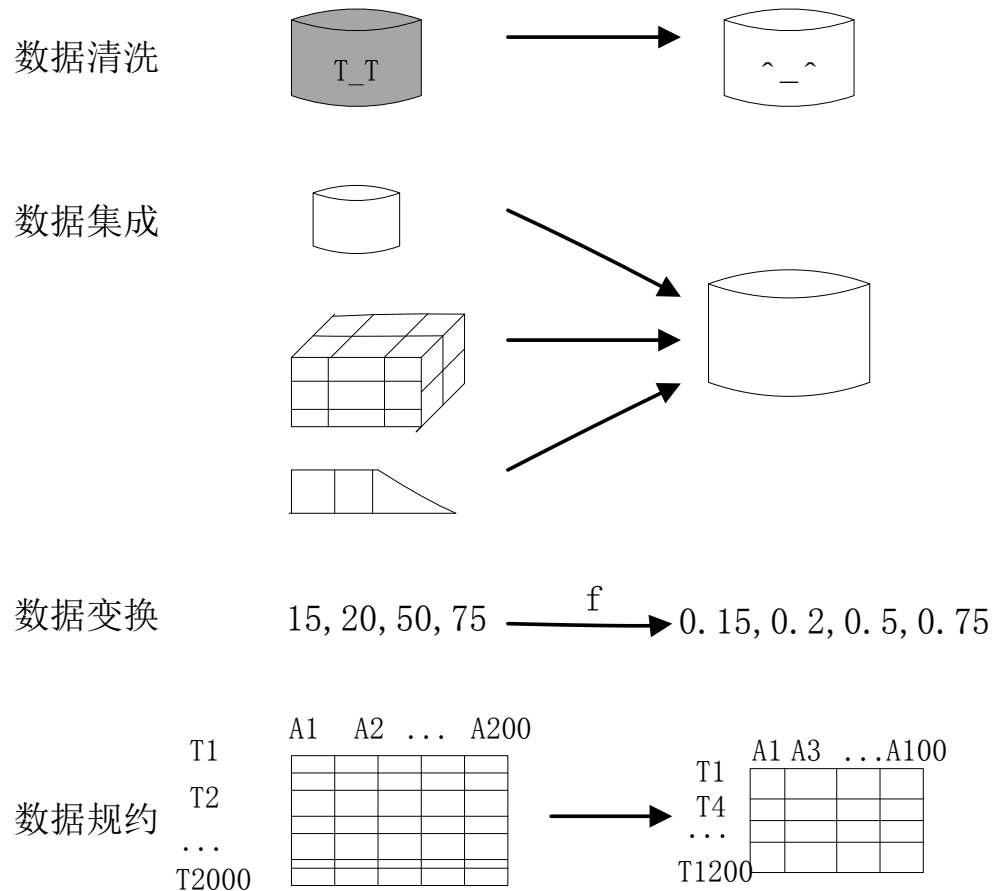 数据清洗
T_T
^_^
数据集成
数据变换
15,20,50,75
f
0.15,0.2,0.5,0.75
数据规约
A1 A2 ... A200
T1
T2
...
T2000
A1 A3 ...A100
T1
T4
...
T1200